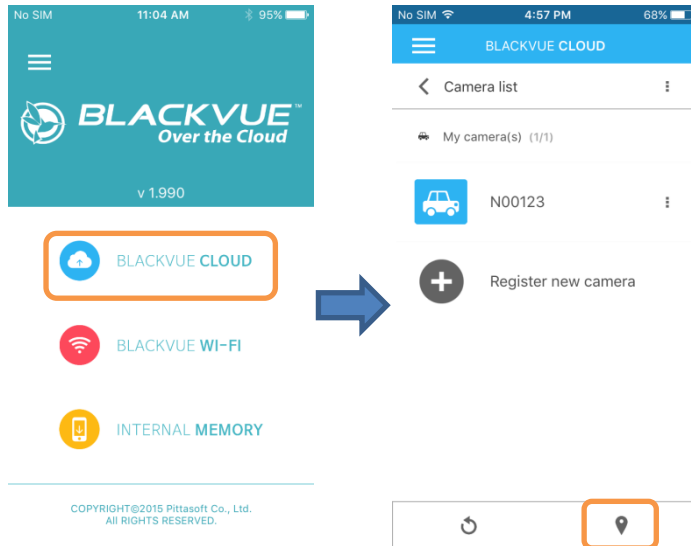 No SIM 11:04 AM 95%
BLACKVUE™
Over the Cloud
v 1.990
BLACKVUE CLOUD
BLACKVUE WI-FI
INTERNAL MEMORY
COPYRIGHT©2015 Pittasoft Co., Ltd.
All RIGHTS RESERVED.
No SIM 4:57 PM 68%
BLACKVUE CLOUD
Camera list
My camera(s) (1/1)
N00123
Register new camera